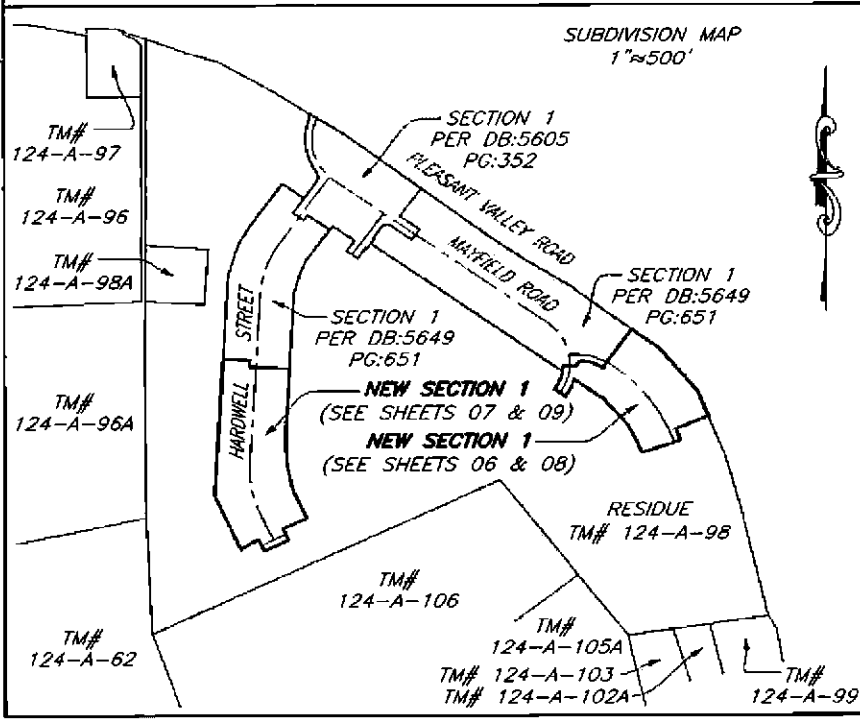 SUBDIVISION MAP
1"≈500'
SECTION 1
PER DB:5605
PG:352
TM#
124-A-97
PLEASANT VALLEY ROAD
TM#
124-A-96
MAYFIELD ROAD
TM#
124-A-98A
SECTION 1
PER DB:5649
PG:651
SECTION 1
PER DB:5649
PG:651
HARDWELL STREET
NEW SECTION 1
(SEE SHEETS 07 & 09)
TM#
124-A-96A
NEW SECTION 1
(SEE SHEETS 06 & 08)
RESIDUE
TM# 124-A-98
TM#
124-A-106
TM#
124-A-62
TM#
124-A-105A
TM# 124-A-103
TM# 124-A-102A
TM#
124-A-99